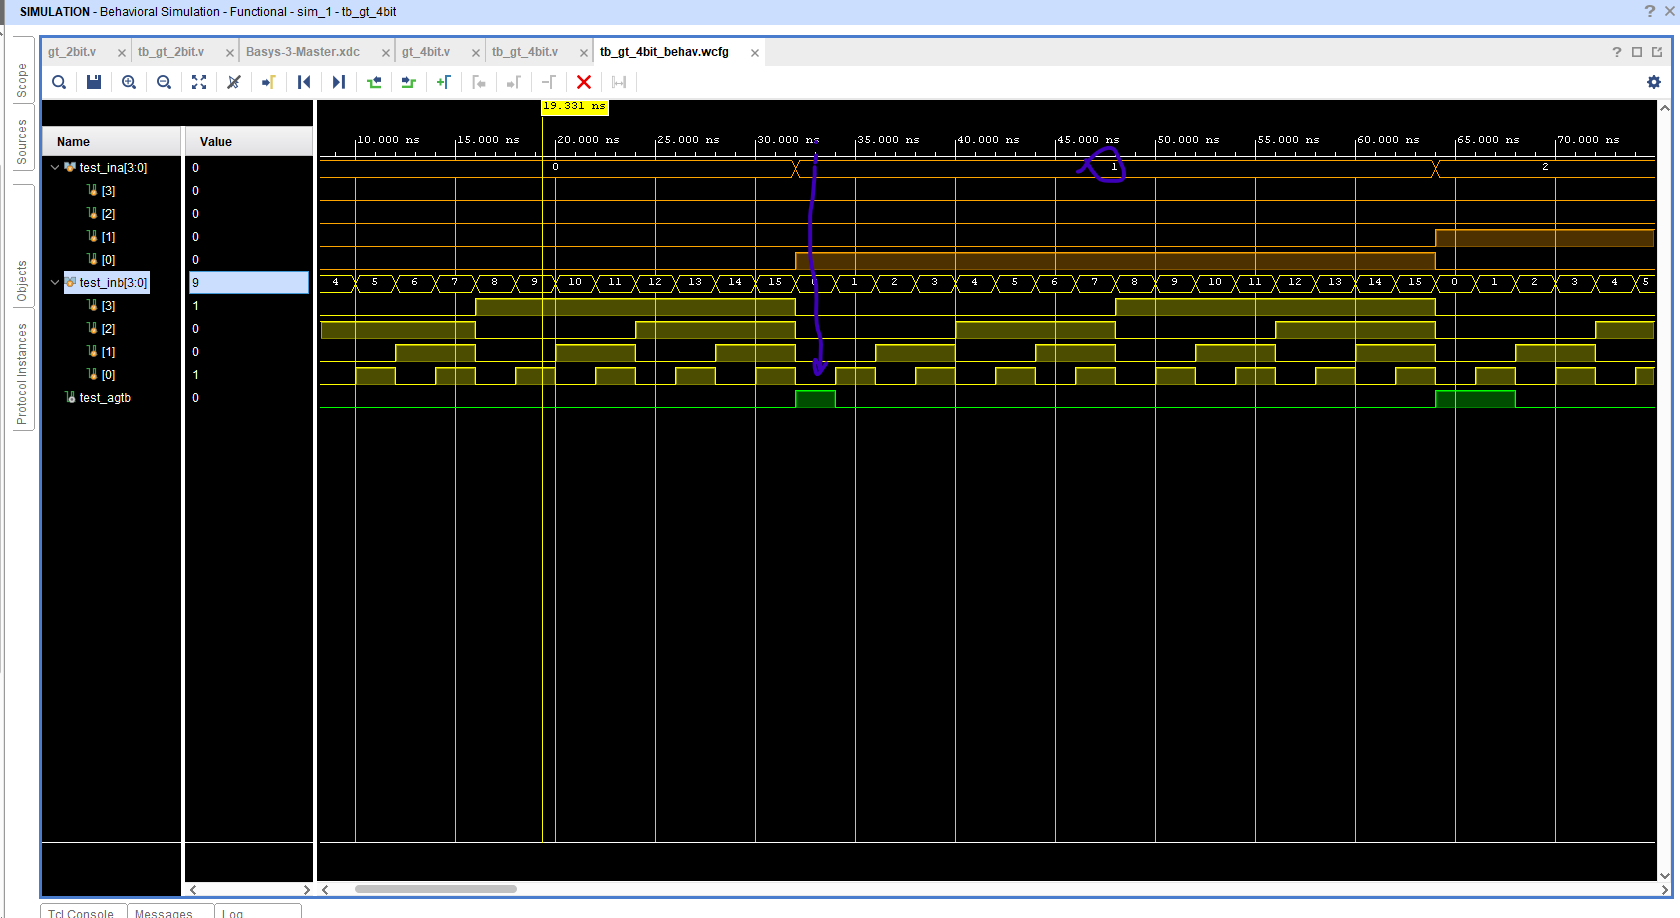 SIMULATION - Behavioral Simulation - Functional - sim_1 - tb_gt_4bit
gt_2bit.v tb_gt_2bit.v Basys-3-Master.xdc gt_4bit.v tb_gt_4bit.v tb_gt_4bit_behav.wcfg
Scope
Sources
Objects
Protocol Instances
19.331 ns
Name Value
10.000 ns 15.000 ns 20.000 ns 25.000 ns 30.000 ns 35.000 ns 40.000 ns 45.000 ns 50.000 ns 55.000 ns 60.000 ns 65.000 ns 70.000 ns
test_ina[3:0] 0 0 1 2
[3] 0
[2] 0
[1] 0
[0] 0
test_inb[3:0] 9 4 5 6 7 8 9 10 11 12 13 14 15 0 1 2 3 4 5 6 7 8 9 10 11 12 13 14 15 0 1 2 3 4 5
[3] 1
[2] 0
[1] 0
[0] 1
test_agtb 0
Tcl Console Messages Log